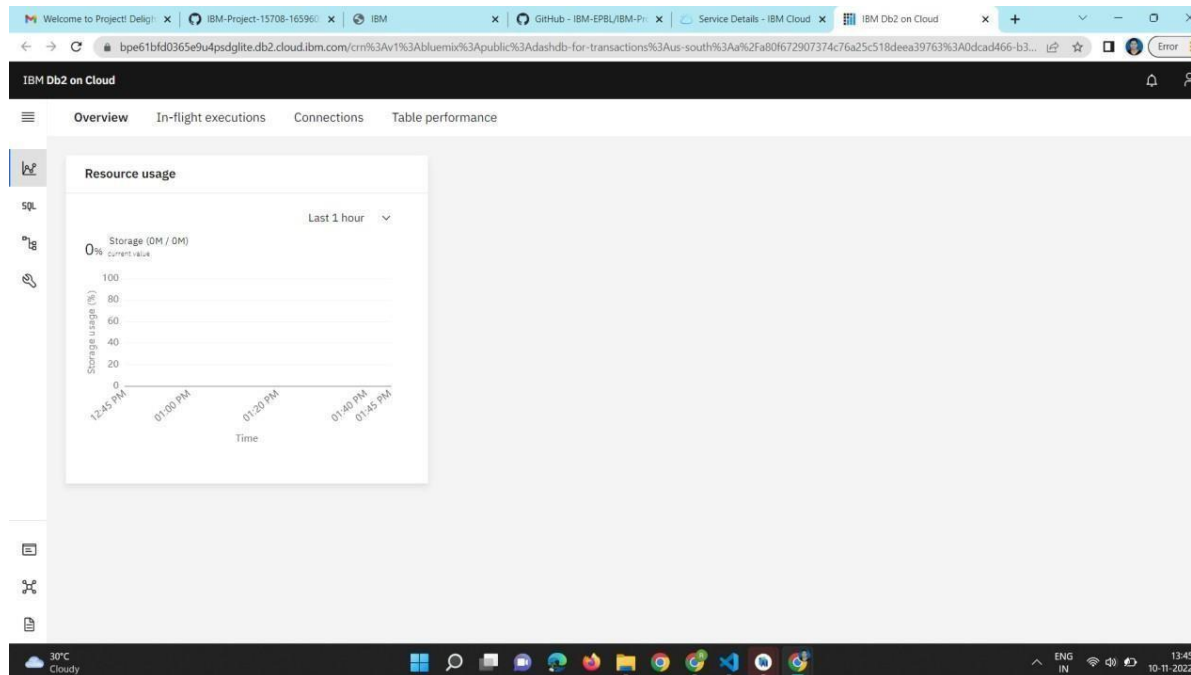 Welcome to Project! Deligh
IBM-Project-15708-165960
IBM
GitHub - IBM-EPBL/IBM-Pro
Service Details - IBM Cloud
IBM Db2 on Cloud
bpe61bfd0365e9u4psdglite.db2.cloud.ibm.com/crn%3Av1%3Abluemix%3Apublic%3Adashdb-for-transactions%3Aus-south%3Aa%2Fa80f672907374c76a25c518deea39763%3A0dcad466-b3...
Error
IBM Db2 on Cloud
Overview In-flight executions Connections Table performance
Resource usage
SQL
Last 1 hour
0% Storage (0M / 0M)
current value
Storage usage (%)
100
80
60
40
20
0
12:45 PM 01:00 PM 01:20 PM 01:40 PM 01:45 PM
Time
30°C
Cloudy
ENG
IN
13:45
10-11-2022